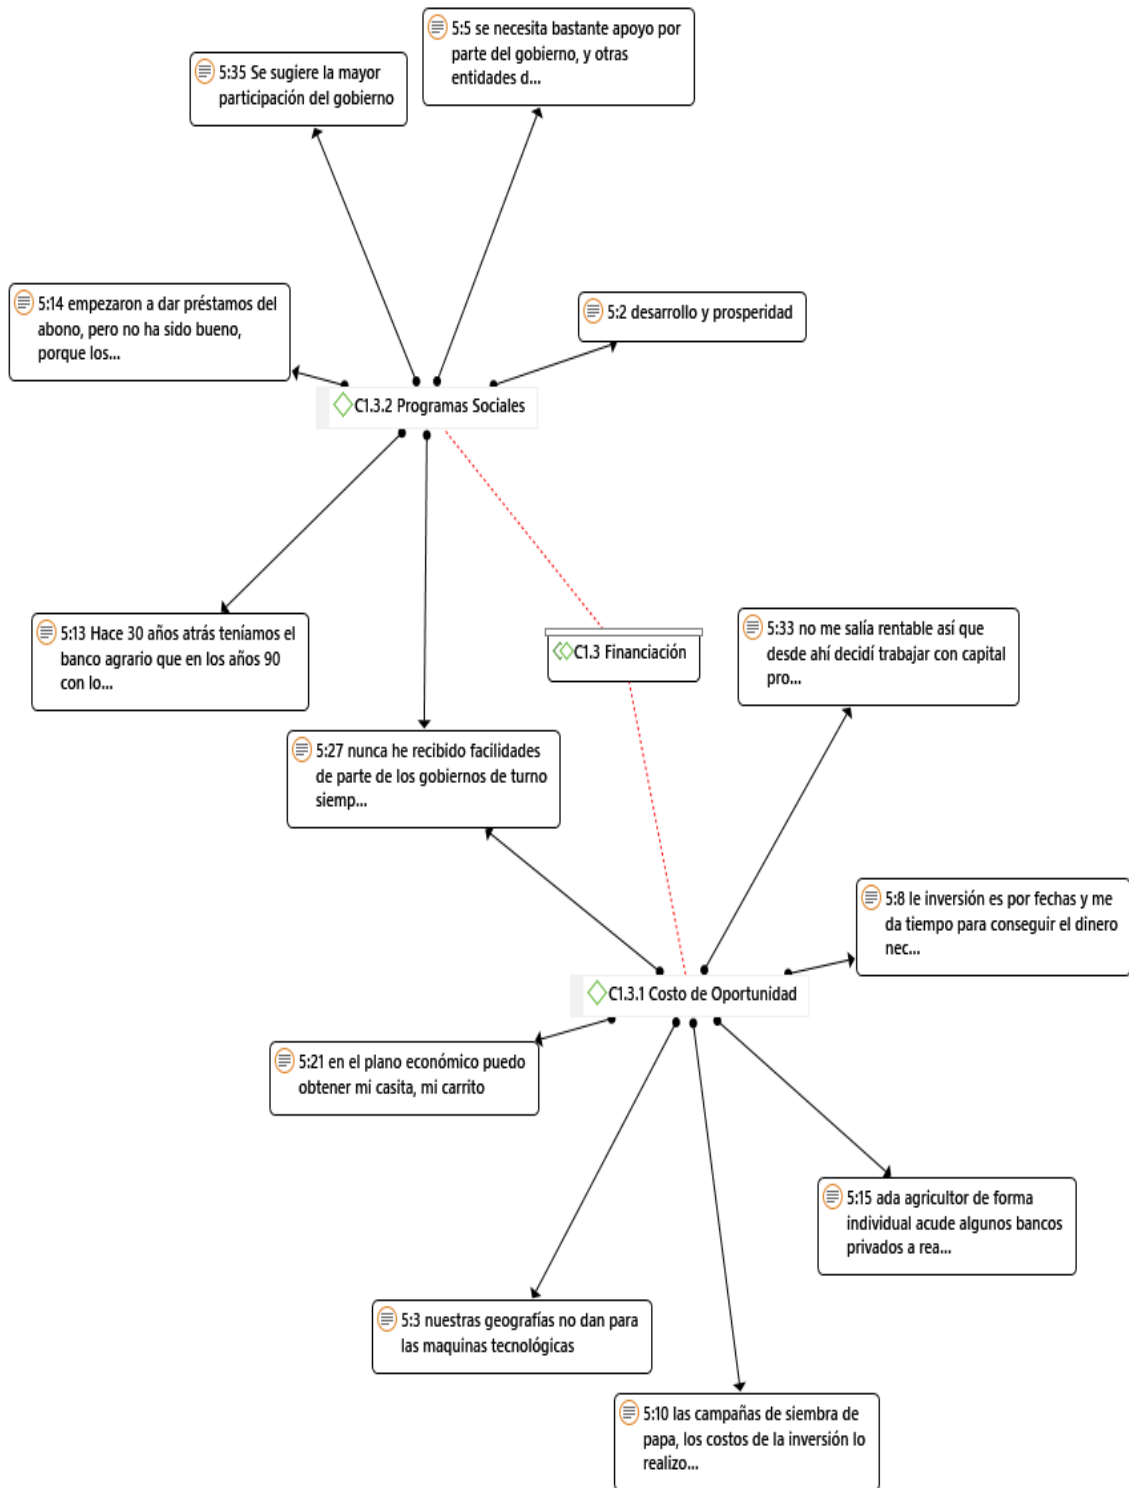 5:5 se necesita bastante apoyo por
parte del gobierno, y otras
entidades d...
5:35 Se sugiere la mayor
participación del gobierno
5:14 empezaron a dar préstamos del
abono, pero no ha sido bueno,
porque los...
5:2 desarrollo y prosperidad
C1.3.2 Programas Sociales
5:13 Hace 30 años atrás teníamos el
banco agrario que en los años 90
con lo...
C1.3 Financiación
5:33 no me salía rentable así que
desde ahí decidí trabajar con capital
pro...
5:27 nunca he recibido facilidades
de parte de los gobiernos de turno
siemp...
5:8 le inversión es por fechas y me
da tiempo para conseguir el dinero
nec...
C1.3.1 Costo de Oportunidad
5:21 en el plano económico puedo
obtener mi casita, mi carrito
5:15 ada agricultor de forma
individual acude algunos bancos
privados a rea...
5:3 nuestras geografías no dan para
las maquinas tecnológicas
5:10 las campañas de siembra de
papa, los costos de la inversión lo
realizo...